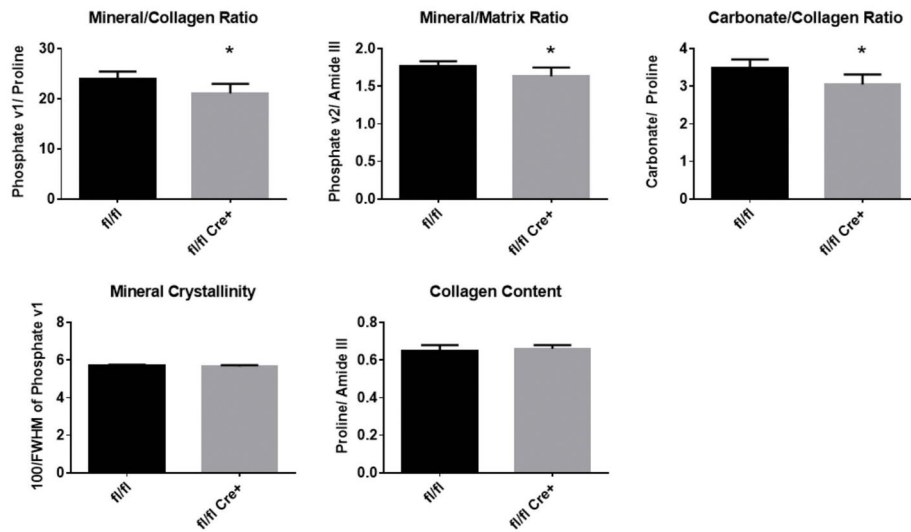 Mineral/Collagen Ratio
Phosphate v1/ Proline
30
20
10
0
*
fl/fl
fl/fl Cre+
Mineral/Matrix Ratio
Phosphate v2/ Amide III
2.0
1.5
1.0
0.5
0.0
*
fl/fl
fl/fl Cre+
Carbonate/Collagen Ratio
Carbonate/ Proline
4
3
2
1
0
*
fl/fl
fl/fl Cre+
Mineral Crystallinity
100/FWHM of Phosphate v1
8
6
4
2
0
fl/fl
fl/fl Cre+
Collagen Content
Proline/ Amide III
0.8
0.6
0.4
0.2
0.0
fl/fl
fl/fl Cre+